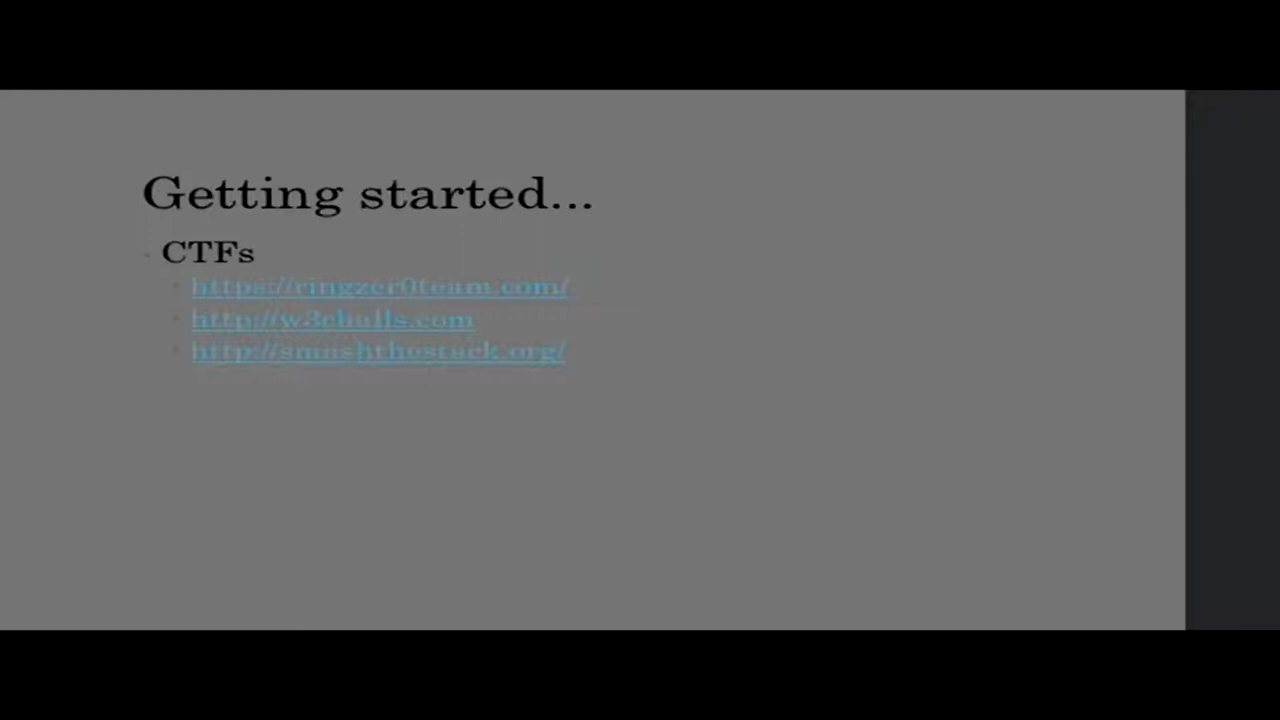 Getting started...
CTFs
https://ringzer0team.com/
http://w3challs.com
http://smashthestack.org/